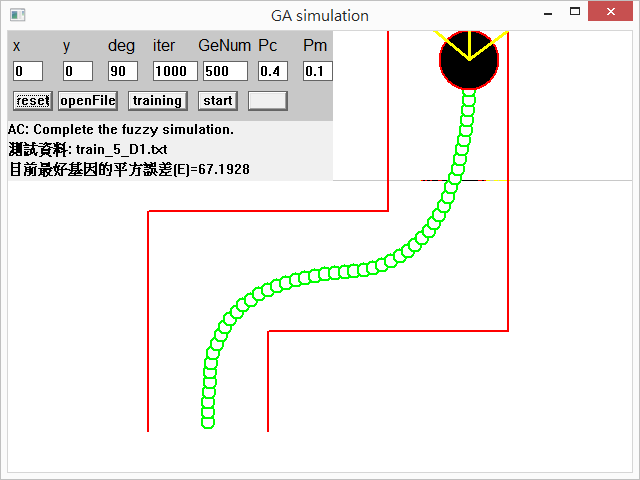 GA simulation
x y deg iter GeNum Pc Pm
0 0 90 1000 500 0.4 0.1
reset openFile training start
AC: Complete the fuzzy simulation.
測試資料: train_5_D1.txt
目前最好基因的平方誤差(E)=67.1928